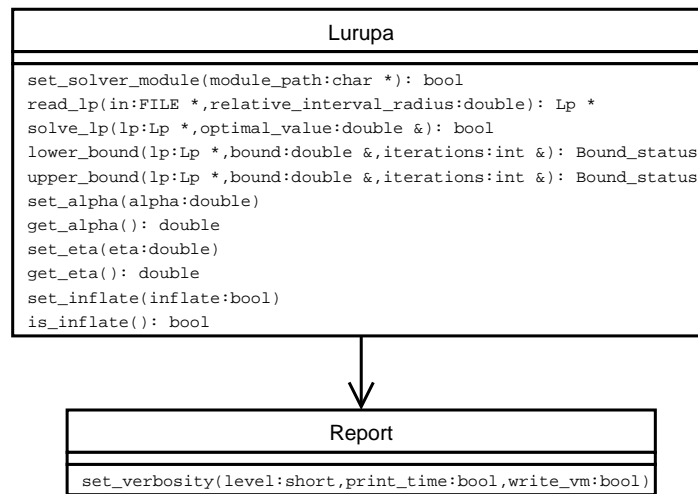 Lurupa
set_solver_module(module_path:char *): bool
read_lp(in:FILE *,relative_interval_radius:double): Lp *
solve_lp(lp:Lp *,optimal_value:double &): bool
lower_bound(lp:Lp *,bound:double &,iterations:int &): Bound_status
upper_bound(lp:Lp *,bound:double &,iterations:int &): Bound_status
set_alpha(alpha:double)
get_alpha(): double
set_eta(eta:double)
get_eta(): double
set_inflate(inflate:bool)
is_inflate(): bool
Report
set_verbosity(level:short,print_time:bool,write_vm:bool)